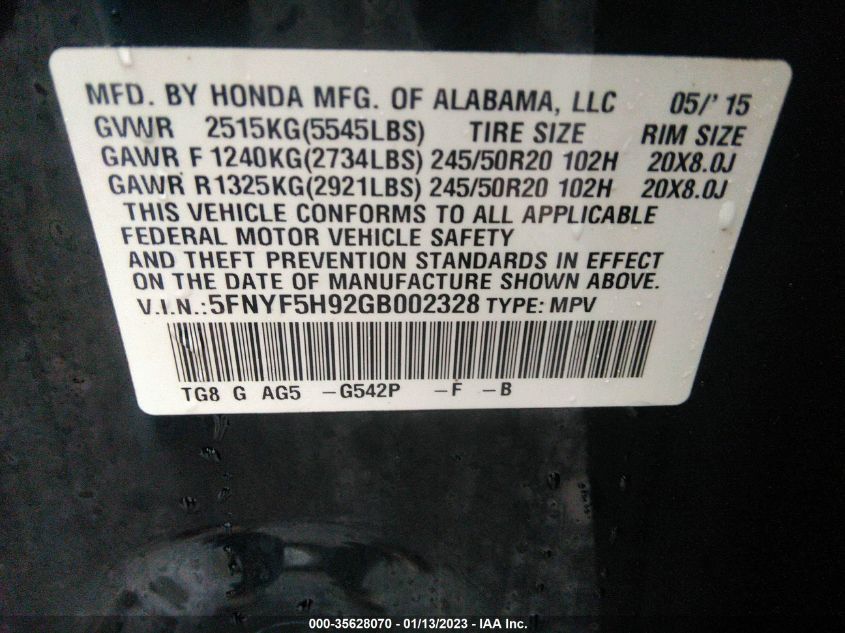 MFD. BY HONDA MFG. OF ALABAMA, LLC 05/'15
GVWR 2515KG(5545LBS) TIRE SIZE RIM SIZE
GAWR F 1240KG(2734LBS) 245/50R20 102H 20X8.0J
GAWR R 1325KG(2921LBS) 245/50R20 102H 20X8.0J
THIS VEHICLE CONFORMS TO ALL APPLICABLE
FEDERAL MOTOR VEHICLE SAFETY
AND THEFT PREVENTION STANDARDS IN EFFECT
ON THE DATE OF MANUFACTURE SHOWN ABOVE.
V.I.N.:5FNYF5H92GB002328 TYPE: MPV
TG8 G AG5 -G542P -F -B
000-35628070 - 01/13/2023 - IAA Inc.